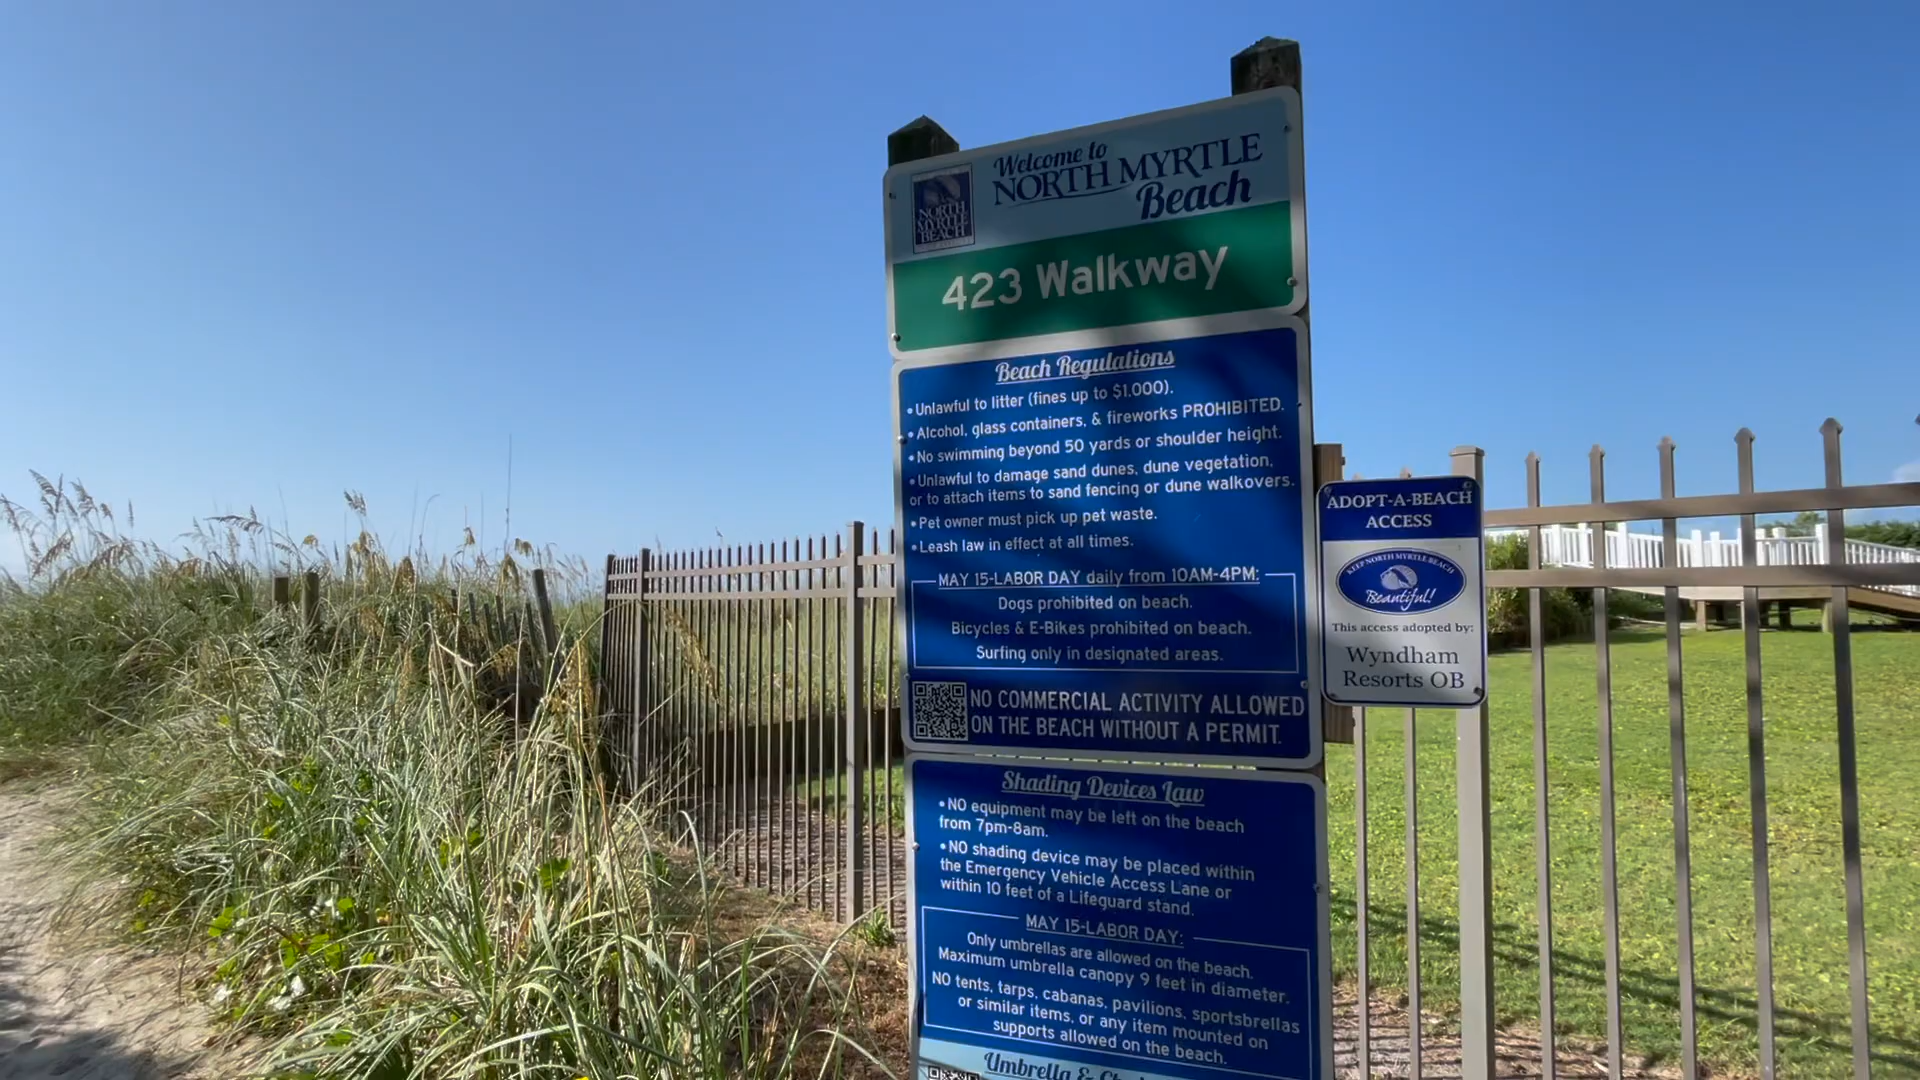 Welcome to
NORTH MYRTLE
Beach
NORTH
MYRTLE
BEACH
423 Walkway
Beach Regulations
• Unlawful to litter (fines up to $1,000).
• Alcohol, glass containers, & fireworks PROHIBITED.
• No swimming beyond 50 yards or shoulder height.
• Unlawful to damage sand dunes, dune vegetation,
or to attach items to sand fencing or dune walkovers.
• Pet owner must pick up pet waste.
• Leash law in effect at all times.
MAY 15-LABOR DAY daily from 10AM-4PM:
Dogs prohibited on beach.
Bicycles & E-Bikes prohibited on beach.
Surfing only in designated areas.
NO COMMERCIAL ACTIVITY ALLOWED
ON THE BEACH WITHOUT A PERMIT.
Shading Devices Law
• NO equipment may be left on the beach
from 7pm-8am.
• NO shading device may be placed within
the Emergency Vehicle Access Lane or
within 10 feet of a Lifeguard stand.
MAY 15-LABOR DAY:
Only umbrellas are allowed on the beach.
Maximum umbrella canopy 9 feet in diameter.
NO tents, tarps, cabanas, pavilions, sportsbrellas
or similar items, or any item mounted on
supports allowed on the beach.
Umbrella &
ADOPT-A-BEACH
ACCESS
KEEP NORTH MYRTLE BEACH
Beautiful!
This access adopted by:
Wyndham
Resorts OB